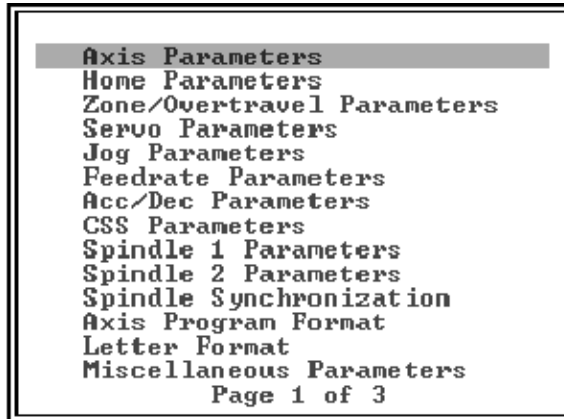 Axis Parameters
Home Parameters
Zone/Overtravel Parameters
Servo Parameters
Jog Parameters
Feedrate Parameters
Acc/Dec Parameters
CSS Parameters
Spindle 1 Parameters
Spindle 2 Parameters
Spindle Synchronization
Axis Program Format
Letter Format
Miscellaneous Parameters
Page 1 of 3